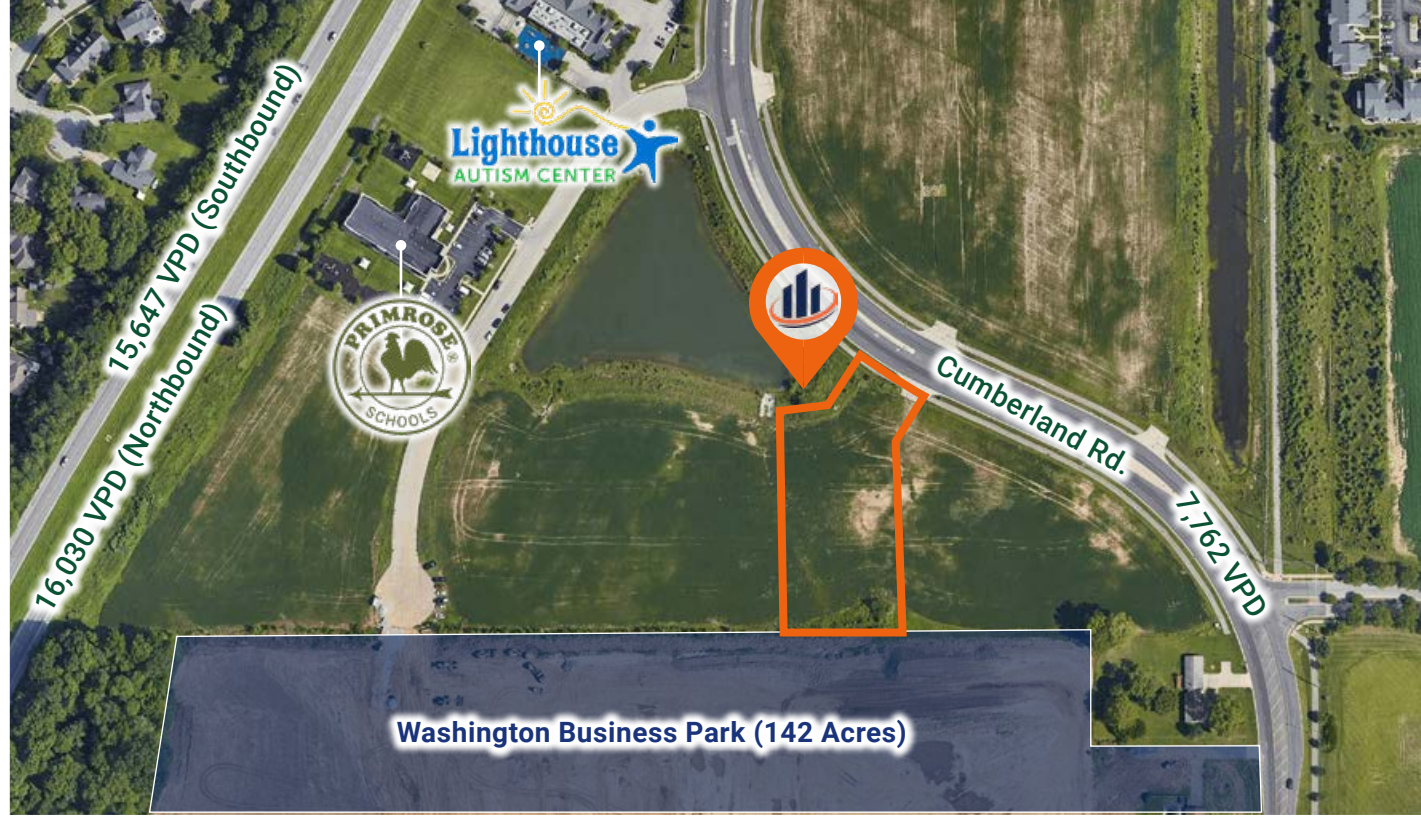 15,647 VPD (Southbound)
16,030 VPD (Northbound)
Lighthouse
AUTISM CENTER
PRIMROSE®
SCHOOLS
Cumberland Rd.
7,762 VPD
Washington Business Park (142 Acres)